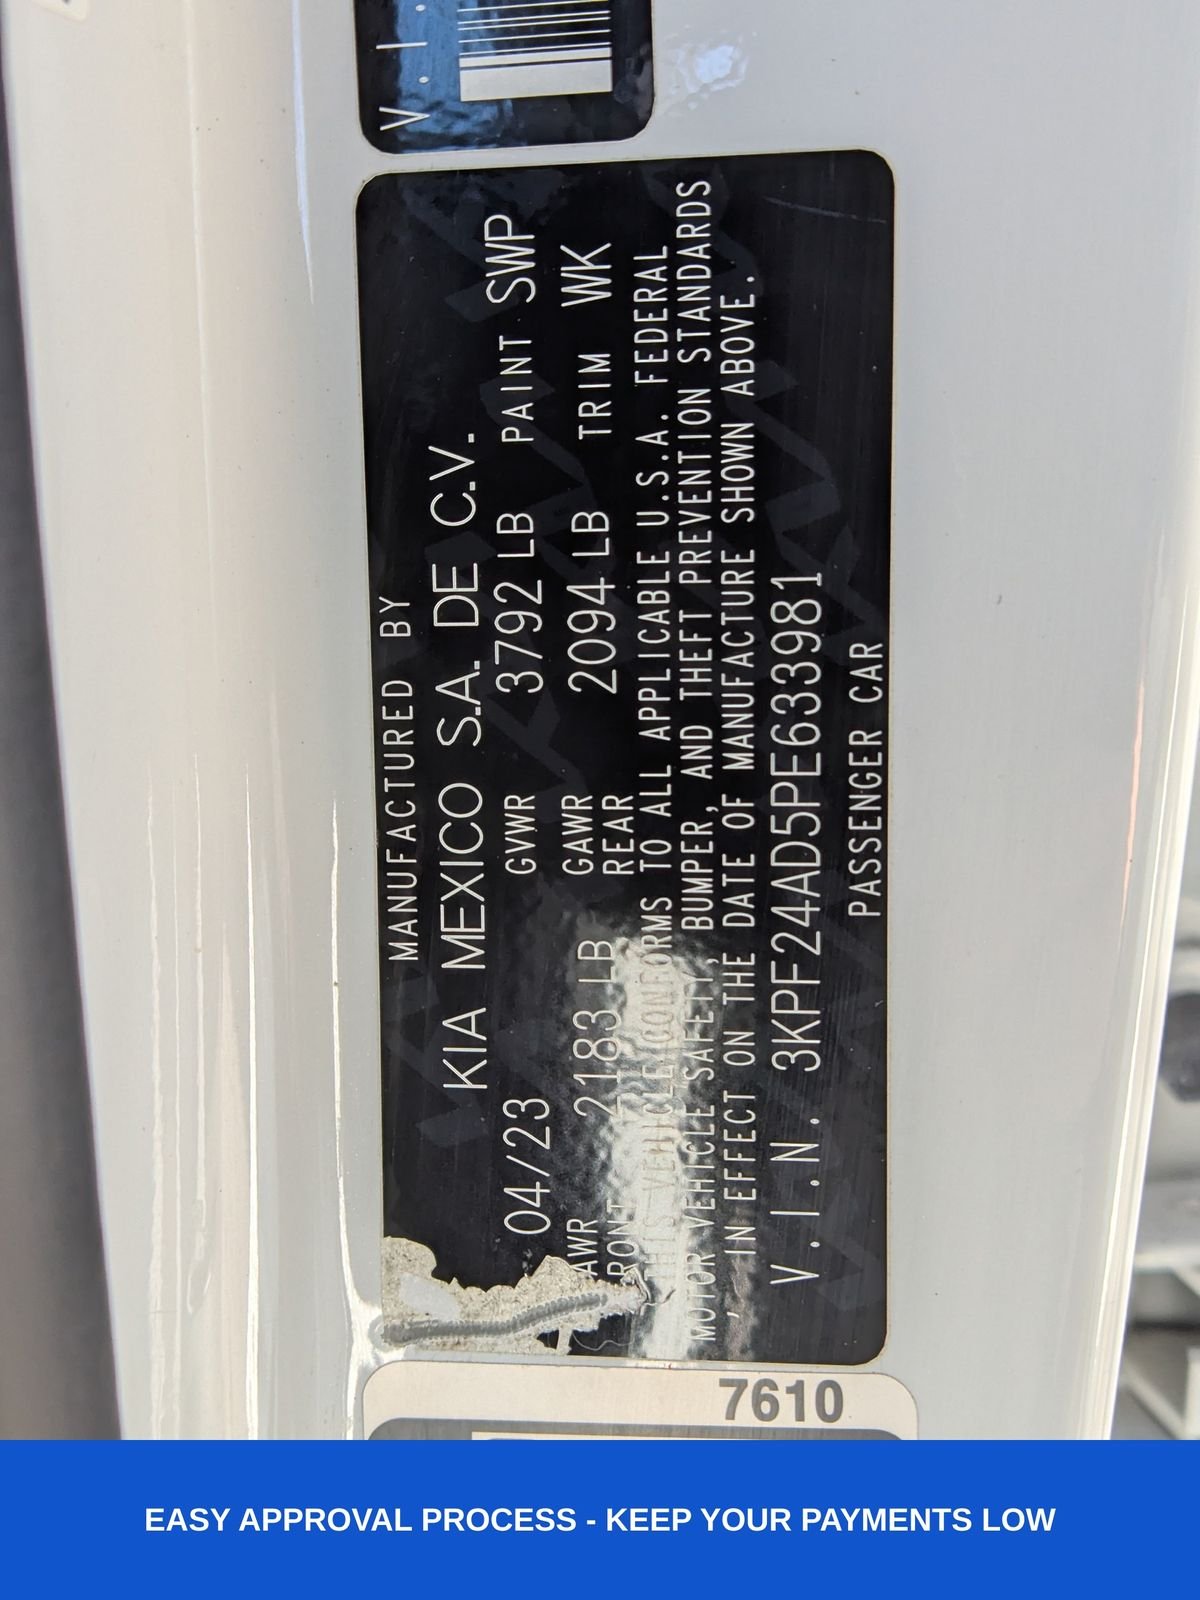 V.I.
MANUFACTURED BY
KIA MEXICO S.A. DE C.V.
04/23 GVWR 3792 LB PAINT SWP
AWR 2183 LB GAWR 2094 LB TRIM WK
RONT REAR
THIS VEHICLE CONFORMS TO ALL APPLICABLE U.S.A. FEDERAL
MOTOR VEHICLE SAFETY, BUMPER, AND THEFT PREVENTION STANDARDS
, IN EFFECT ON THE DATE OF MANUFACTURE SHOWN ABOVE.
V.I.N. 3KPF24AD5PE633981
PASSENGER CAR
7610
EASY APPROVAL PROCESS - KEEP YOUR PAYMENTS LOW